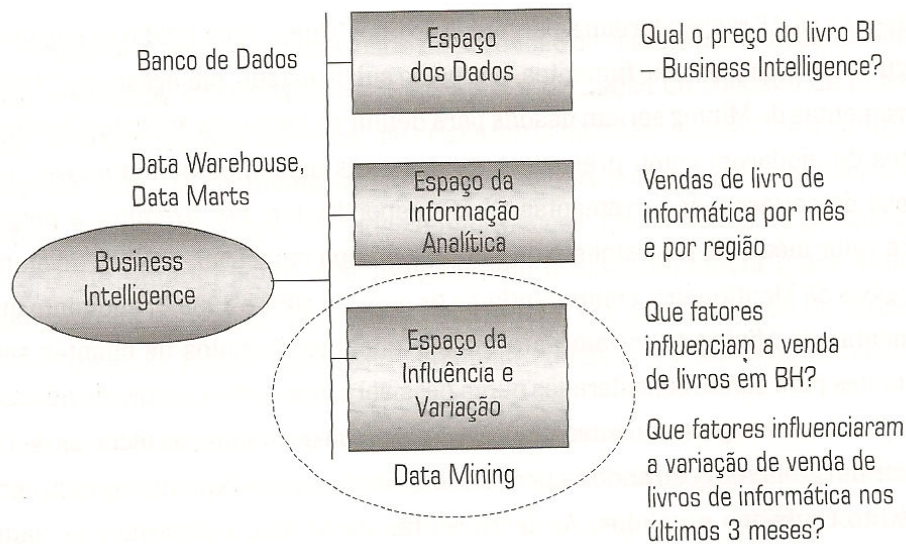 Banco de Dados
Espaço
dos Dados
Qual o preço do livro BI
– Business Intelligence?
Data Warehouse,
Data Marts
Espaço da
Informação
Analítica
Vendas de livro de
informática por mês
e por região
Business
Intelligence
Espaço da
Influência e
Variação
Data Mining
Que fatores
influenciam a venda
de livros em BH?
Que fatores influenciaram
a variação de venda de
livros de informática nos
últimos 3 meses?